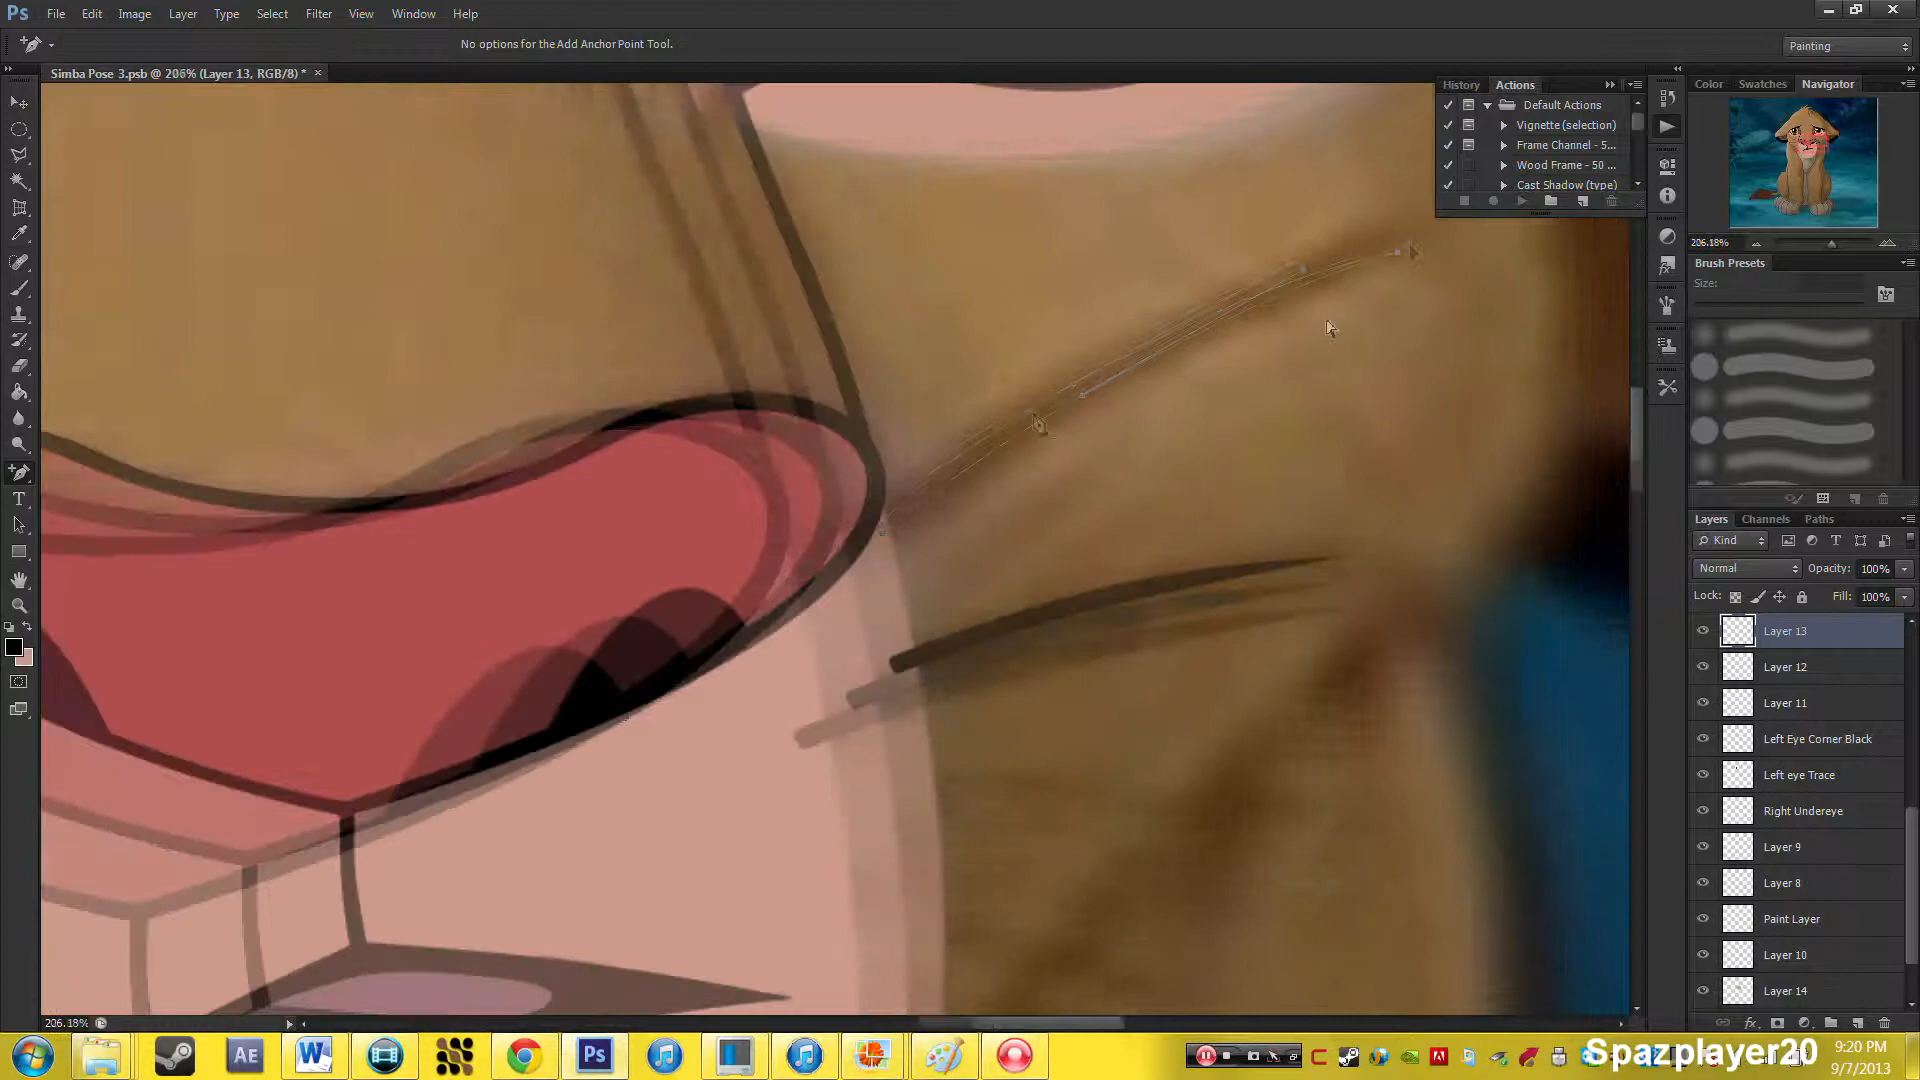 Ps File Edit Image Layer Type Select Filter View Window Help
No options for the Add Anchor Point Tool.
Painting
Simba Pose 3.psb @ 206% (Layer 13, RGB/8) *
History Actions
Color Swatches Navigator
Default Actions
Vignette (selection)
Frame Channel - 5...
Wood Frame - 50 ...
Cast Shadow (type)
206.18%
Brush Presets
Size:
Layers Channels Paths
Kind
Normal Opacity: 100%
Lock: Fill: 100%
Layer 13
Layer 12
Layer 11
Left Eye Corner Black
Left eye Trace
Right Undereye
Layer 9
Layer 8
Paint Layer
Layer 10
Layer 14
206.18%
AE W Ps
Spazplayer20
9:20 PM
9/7/2013